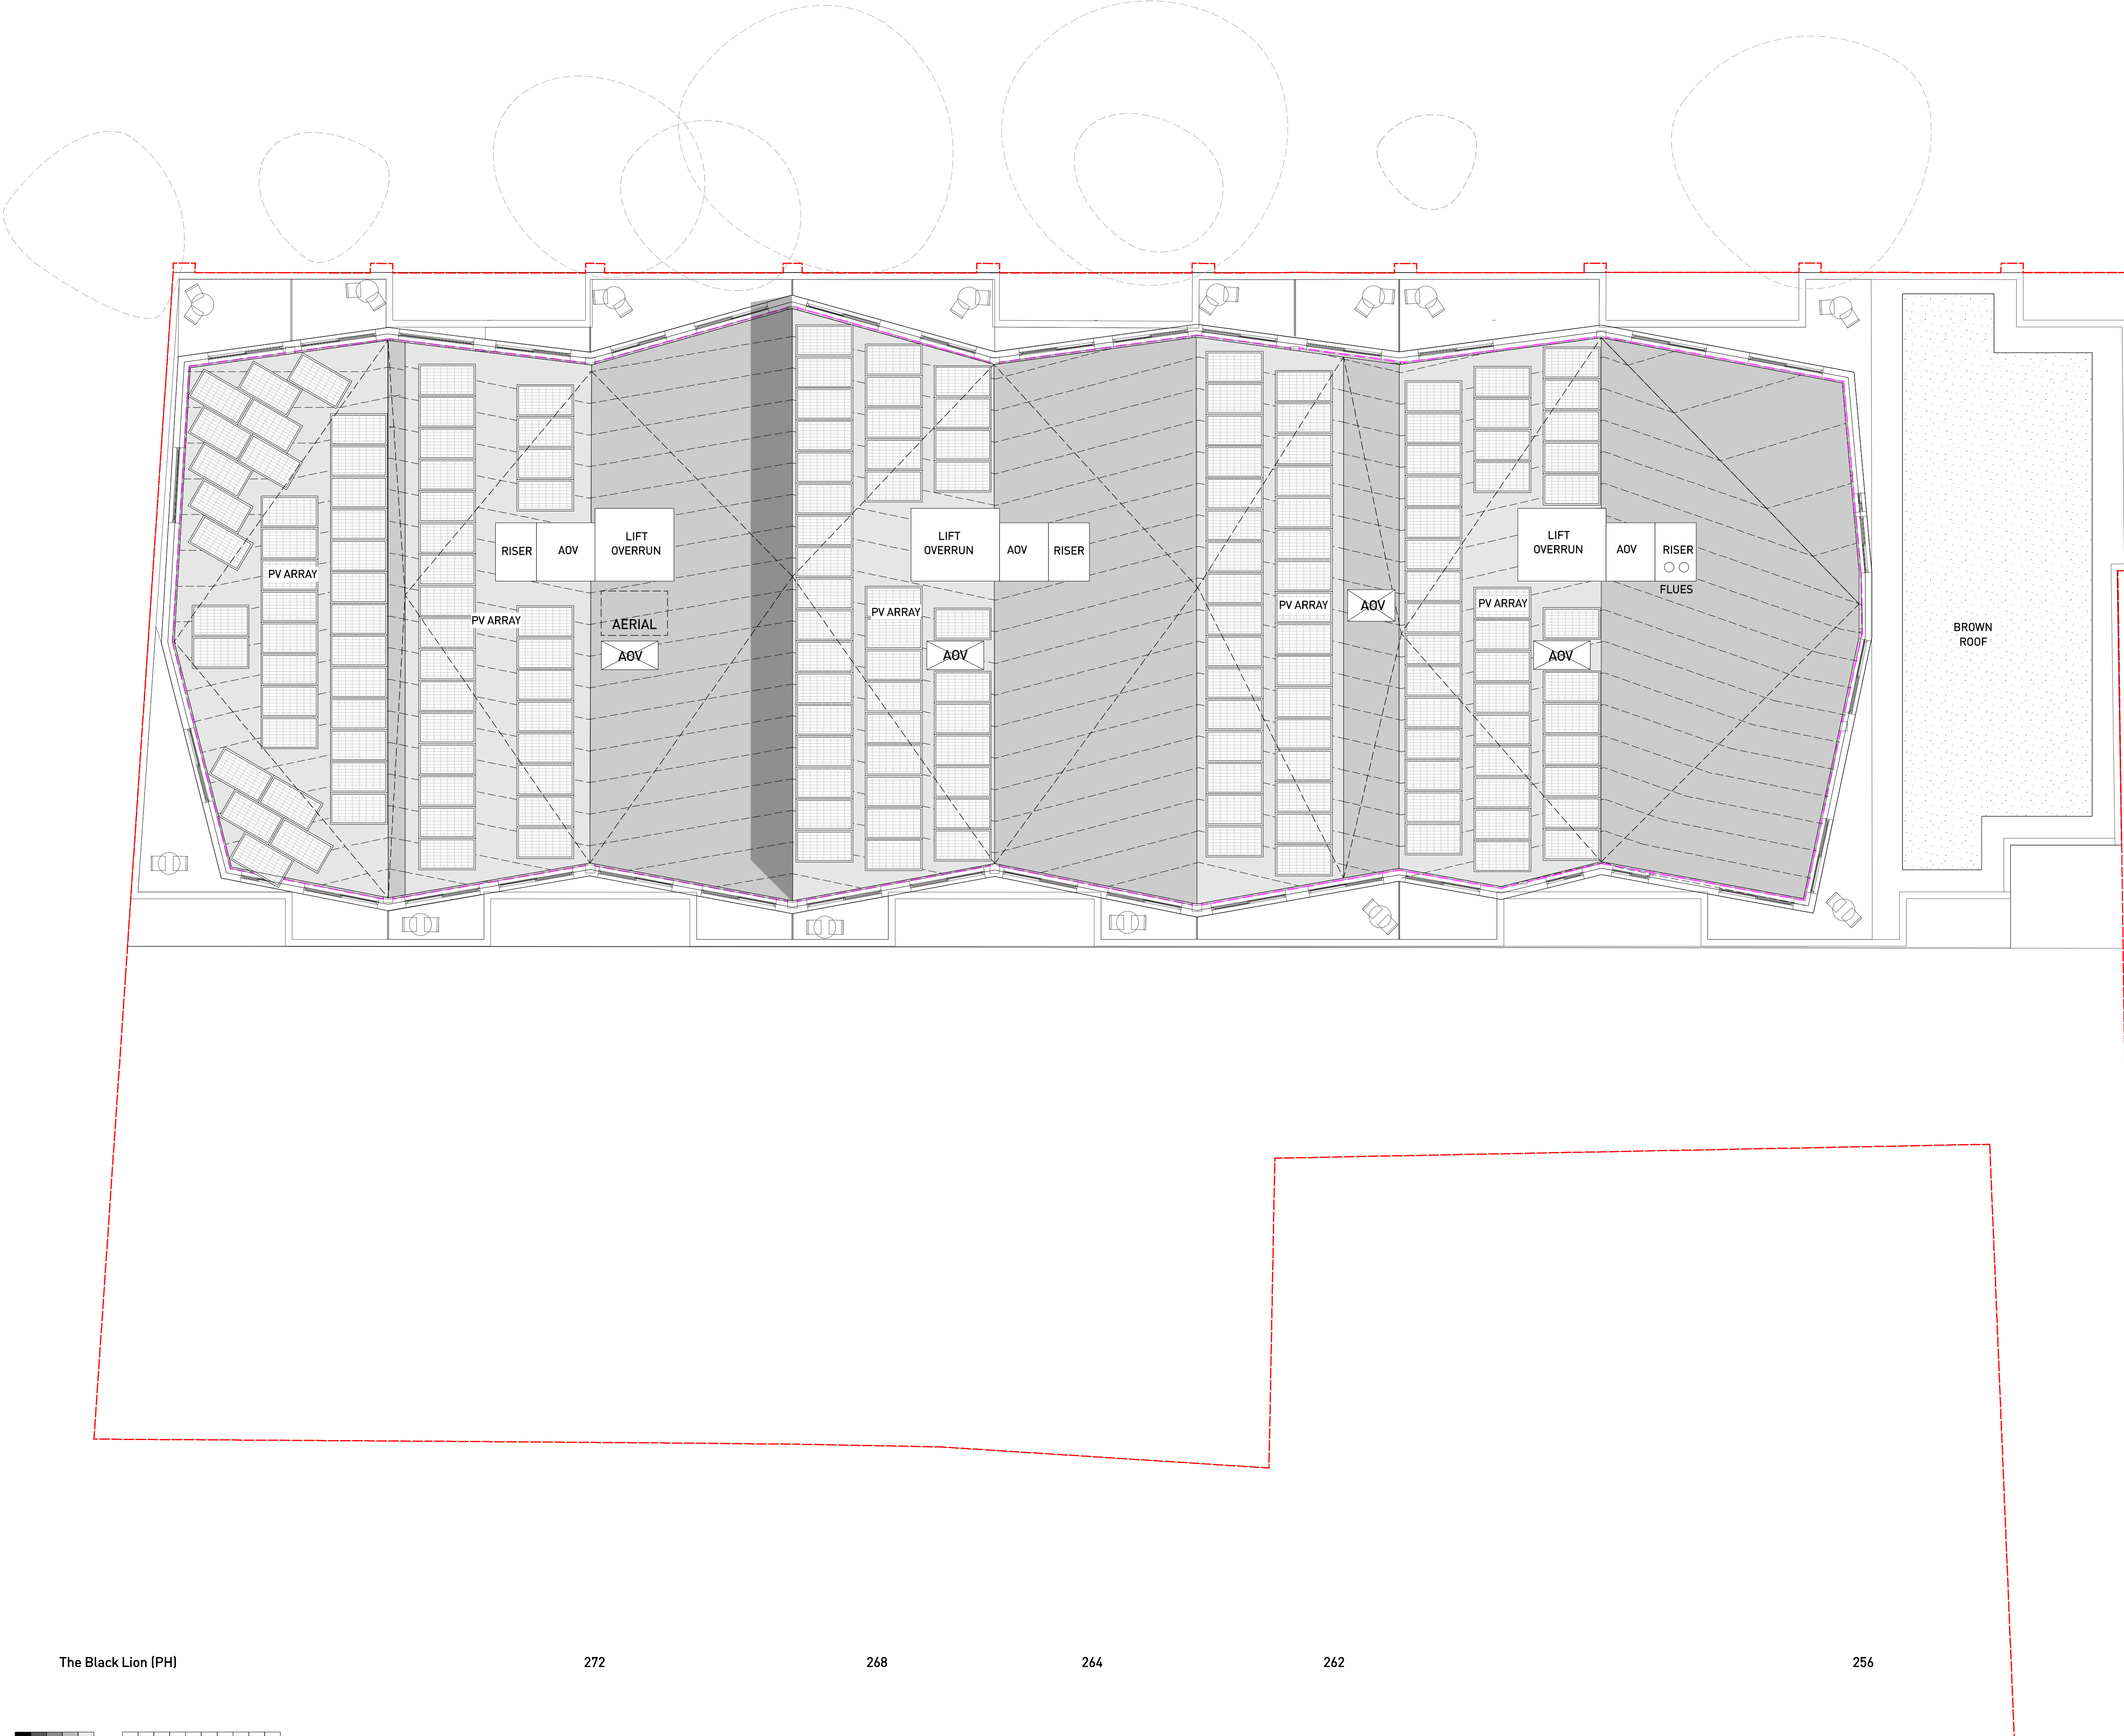 RISER
AOV
LIFT
OVERRUN
LIFT
OVERRUN
AOV
RISER
LIFT
OVERRUN
AOV
RISER
FLUES
PV ARRAY
PV ARRAY
AERIAL
AOV
PV ARRAY
AOV
PV ARRAY
AOV
PV ARRAY
AOV
BROWN
ROOF
The Black Lion (PH)
272
268
264
262
256